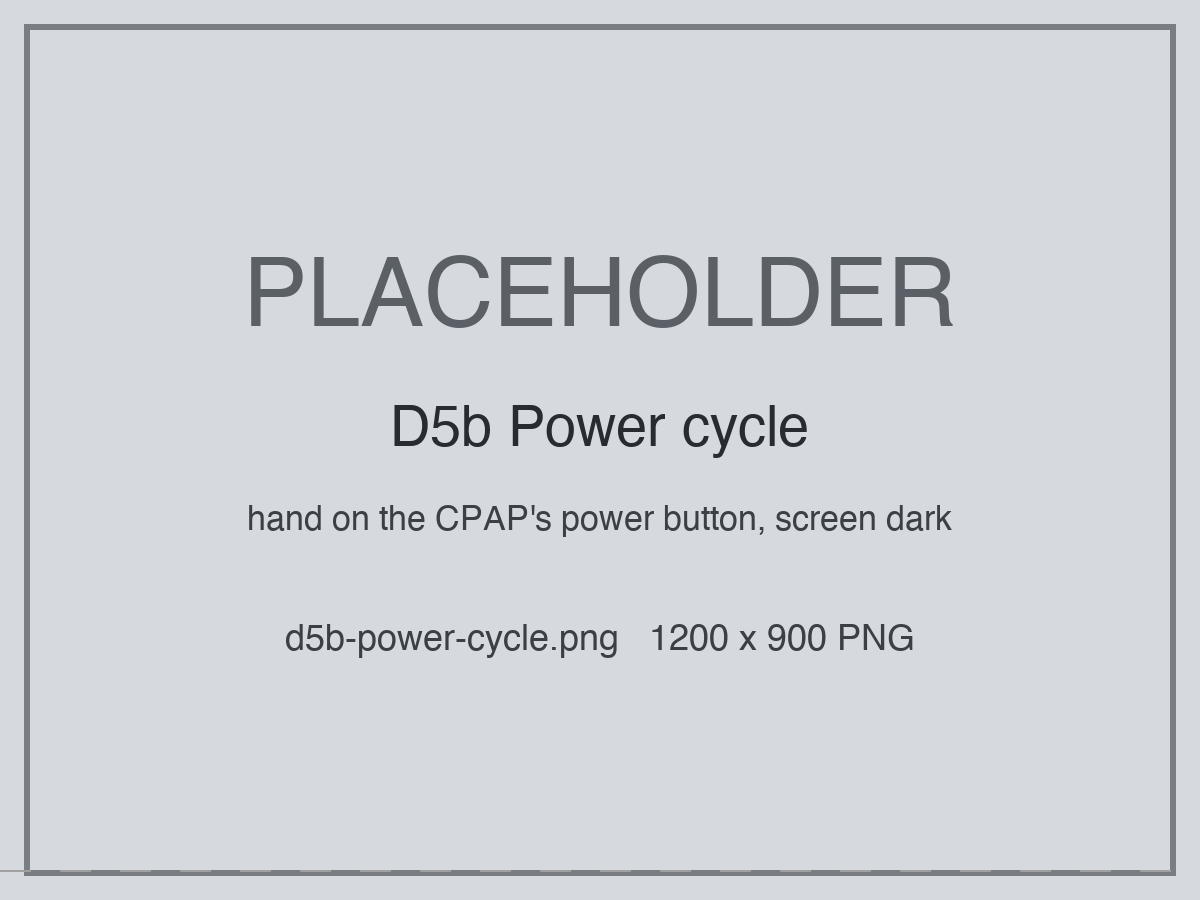 PLACEHOLDER
D5b Power cycle
hand on the CPAP's power button, screen dark
d5b-power-cycle.png   1200 x 900 PNG